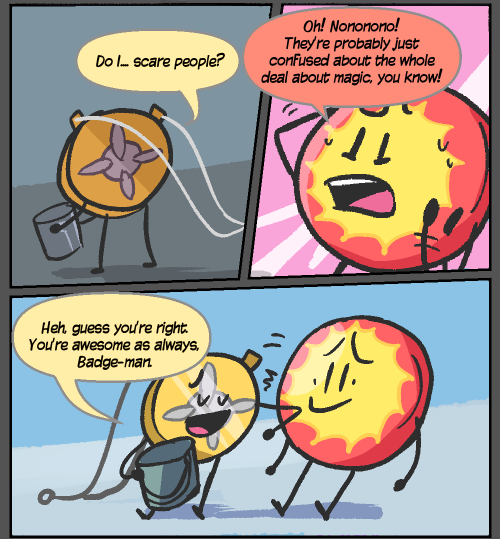 Do I... scare people?
Oh! Nonononо!
They're probably just
confused about the whole
deal about magic, you know!
Heh, guess you're right.
You're awesome as always,
Badge-man.